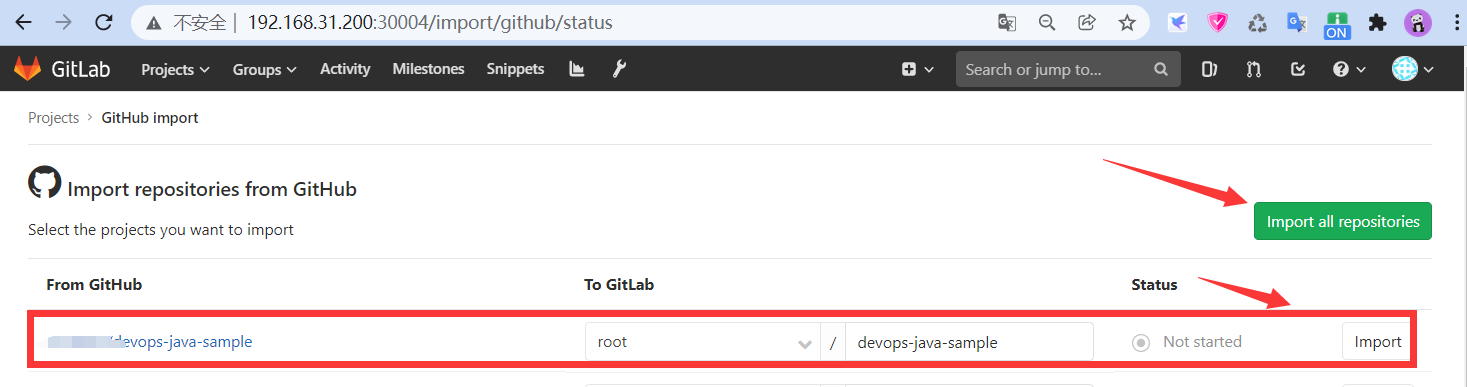 不安全 | 192.168.31.200:30004/import/github/status
ON
GitLab Projects Groups Activity Milestones Snippets Search or jump to...
Projects > GitHub import
Import repositories from GitHub
Import all repositories
Select the projects you want to import
From GitHub To GitLab Status
/devops-java-sample root / devops-java-sample Not started Import